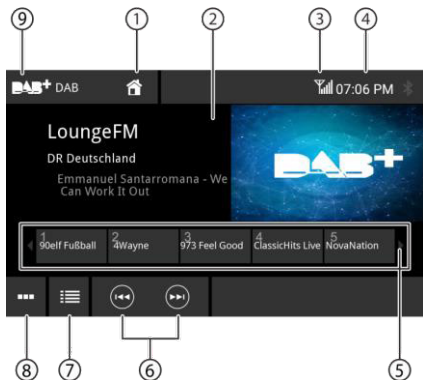 ⑨ ① ② ③ ④
DAB+ DAB 07:06 PM
LoungeFM
DR Deutschland
Emmanuel Santarromana - We
Can Work It Out
DAB+
1 2 3 4 5
90elf Fußball 4Wayne 973 Feel Good ClassicHits Live NovaNation
⑧ ⑦ ⑥ ⑤